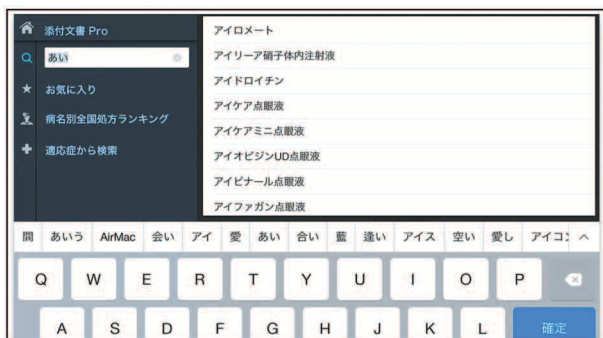 添付文書 Pro
あい
お気に入り
病名別全国処方ランキング
適応症から検索
アイロメート
アイリーア硝子体内注射液
アイドロイチン
アイケア点眼液
アイケアミニ点眼液
アイオピジンUD点眼液
アイビナール点眼液
アイファガン点眼液
間 あいう AirMac 会い アイ 愛 あい 合い 藍 逢い アイス 空い 愛し アイコン
Q W E R T Y U I O P
A S D F G H J K L 確定